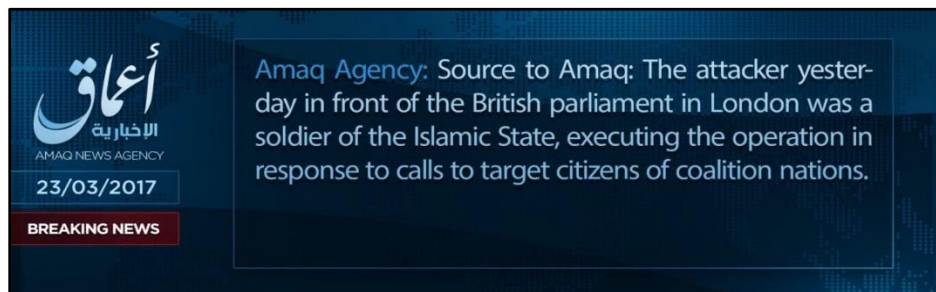 أعماق
الإخبارية
AMAQ NEWS AGENCY
23/03/2017
BREAKING NEWS
Amaq Agency: Source to Amaq: The attacker yester-
day in front of the British parliament in London was a
soldier of the Islamic State, executing the operation in
response to calls to target citizens of coalition nations.